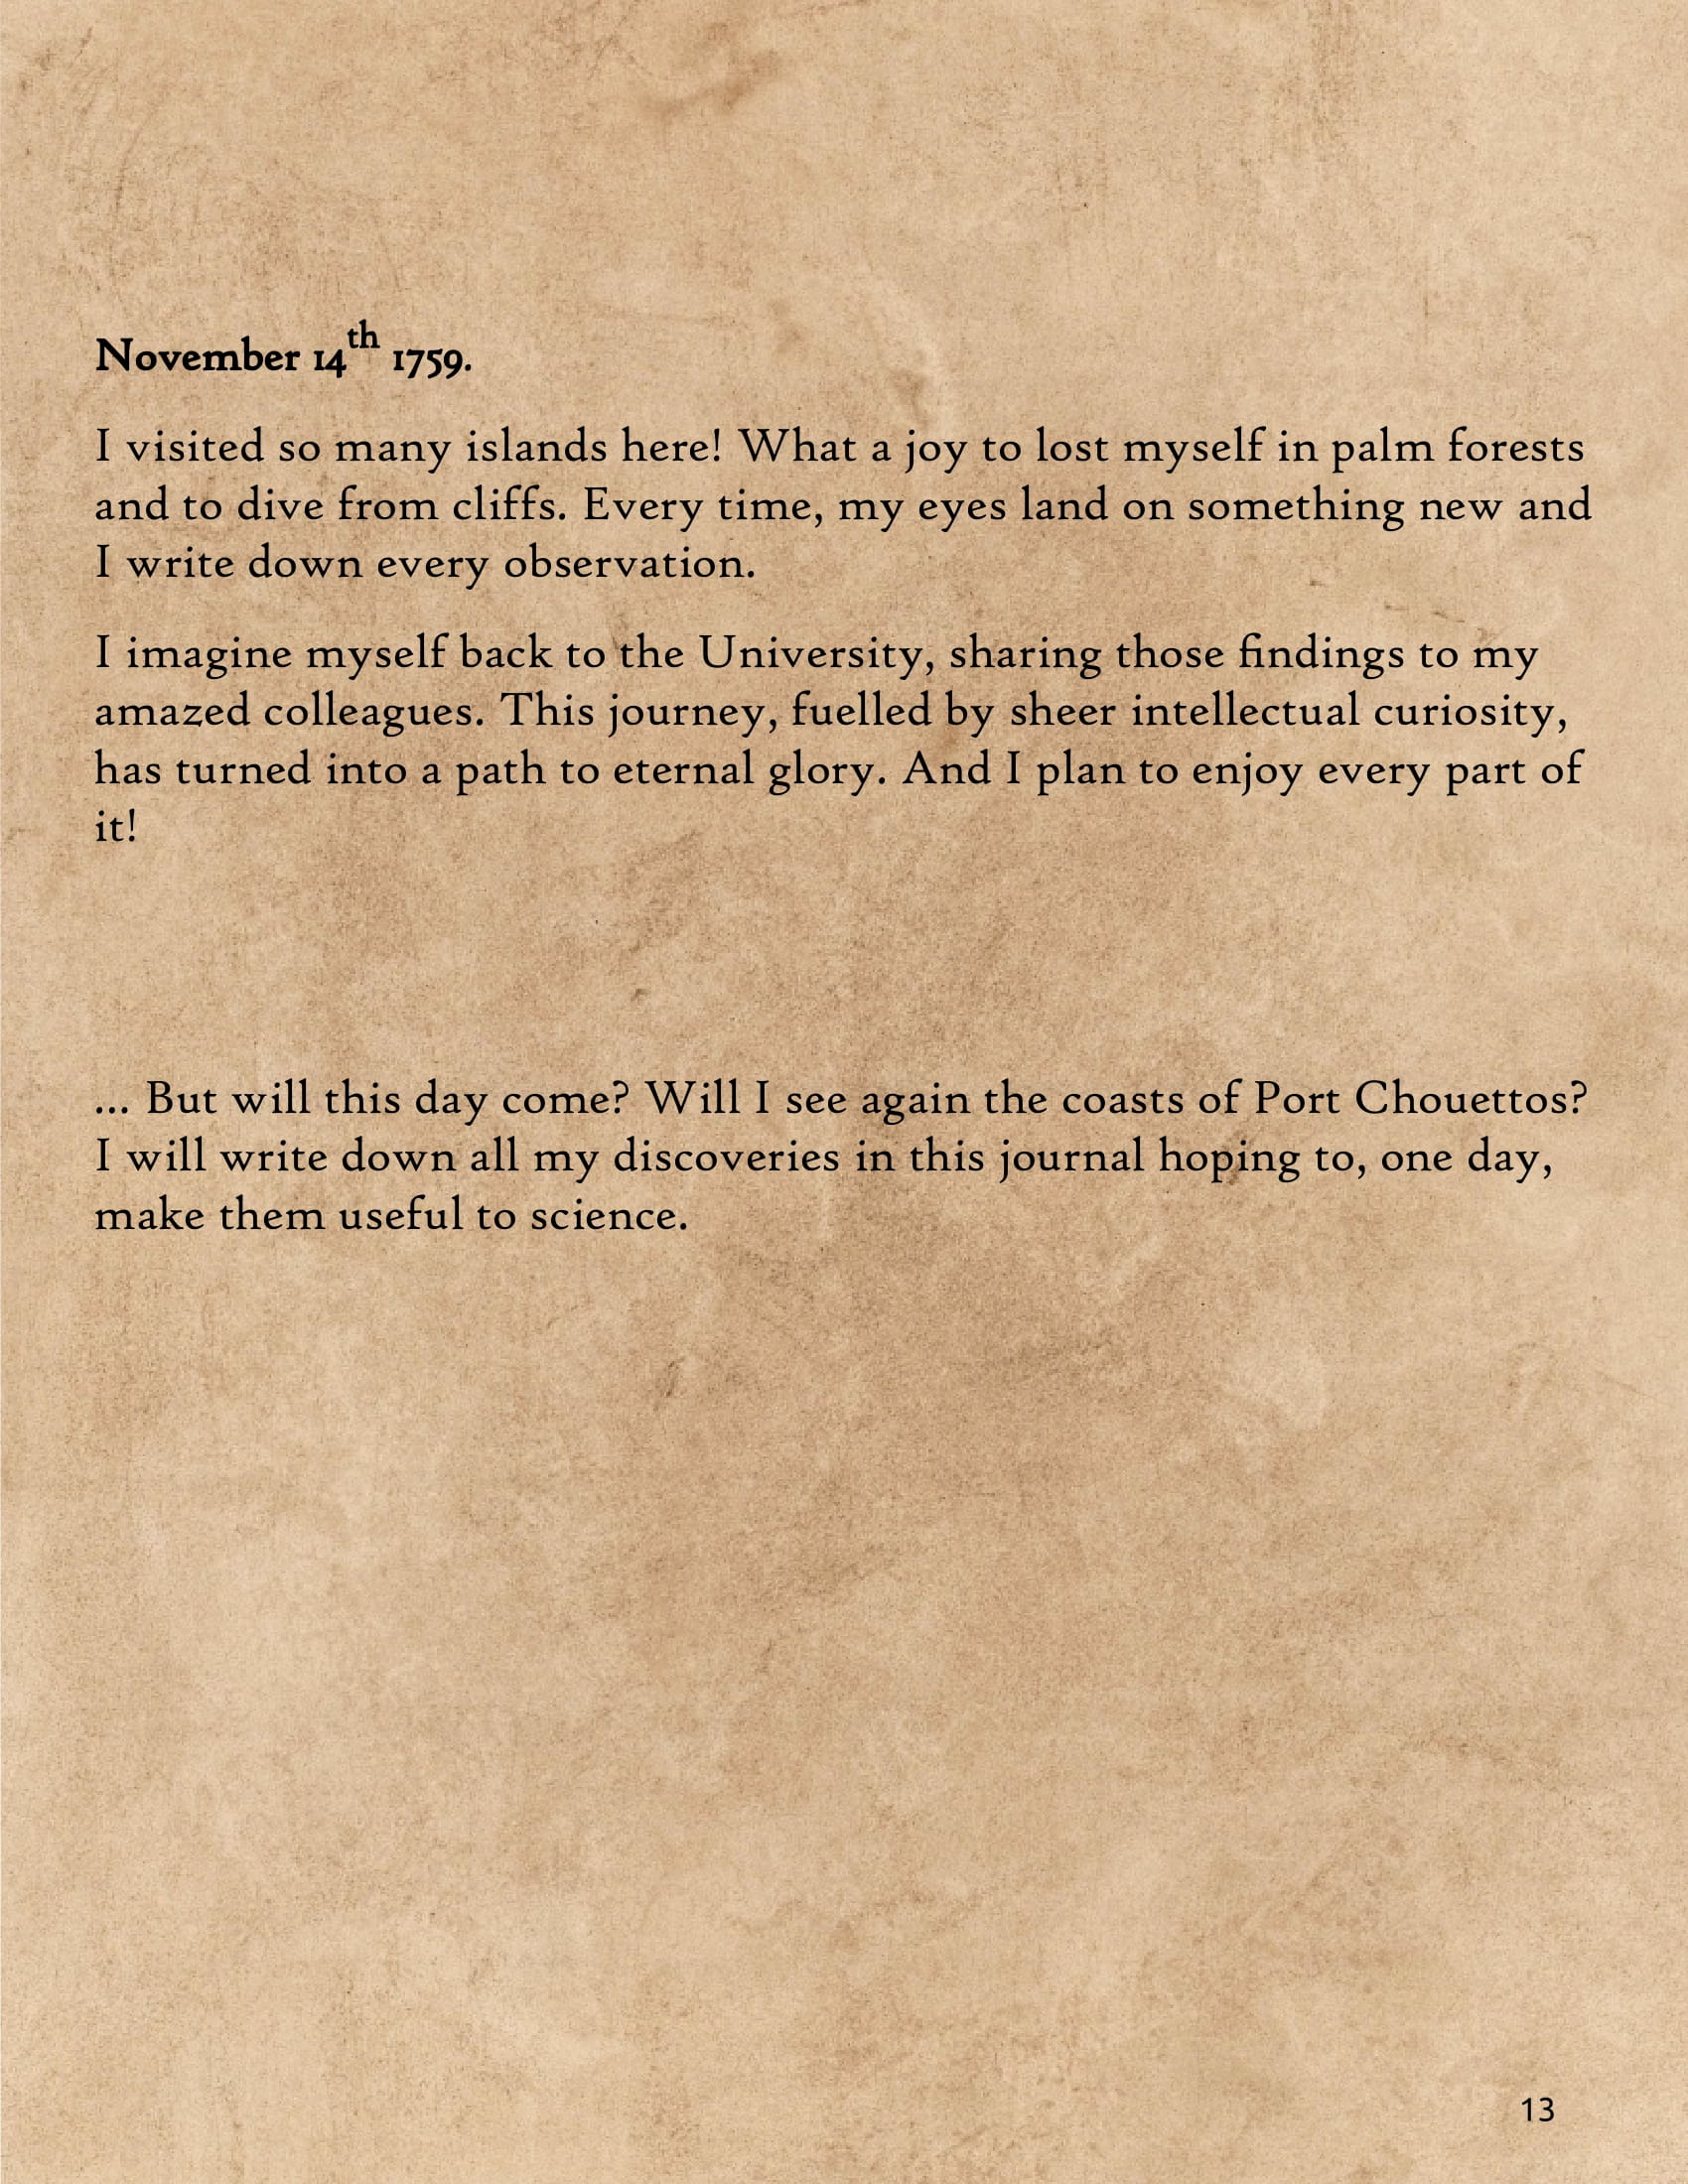 November 14th 1759.
I visited so many islands here! What a joy to lost myself in palm forests
and to dive from cliffs. Every time, my eyes land on something new and
I write down every observation.
I imagine myself back to the University, sharing those findings to my
amazed colleagues. This journey, fuelled by sheer intellectual curiosity,
has turned into a path to eternal glory. And I plan to enjoy every part of
it!
... But will this day come? Will I see again the coasts of Port Chouettos?
I will write down all my discoveries in this journal hoping to, one day,
make them useful to science.
13